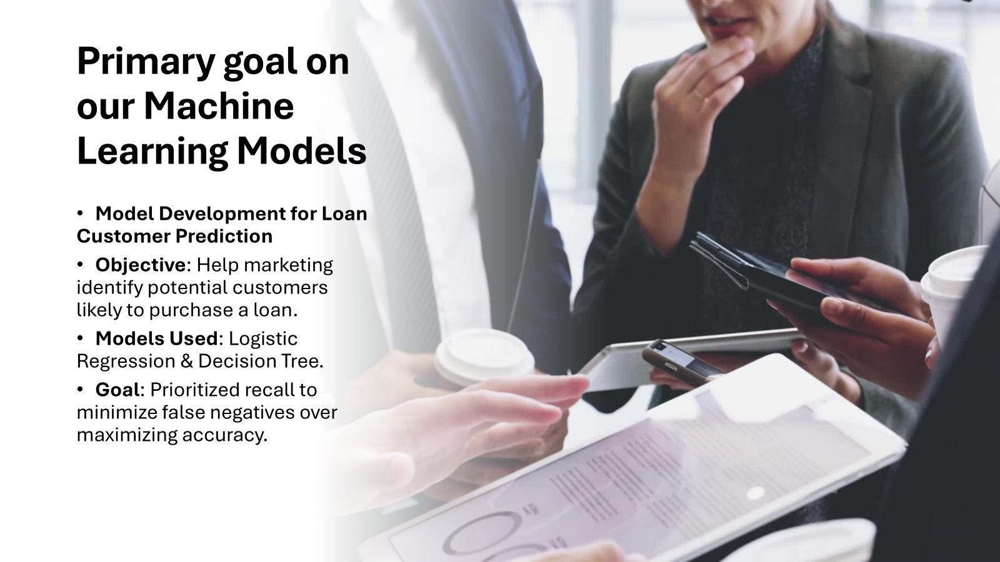 Primary goal on
our Machine
Learning Models
• Model Development for Loan
Customer Prediction
• Objective: Help marketing
identify potential customers
likely to purchase a loan.
• Models Used: Logistic
Regression & Decision Tree.
• Goal: Prioritized recall to
minimize false negatives over
maximizing accuracy.